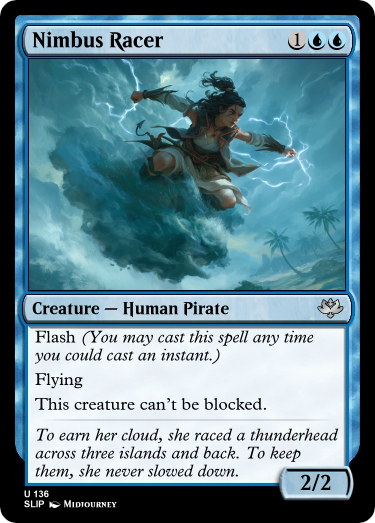 Nimbus Racer 1
Creature — Human Pirate
Flash (You may cast this spell any time
you could cast an instant.)
Flying
This creature can't be blocked.
To earn her cloud, she raced a thunderhead
across three islands and back. To keep
them, she never slowed down.
2/2
U 136
SLIP Midjourney